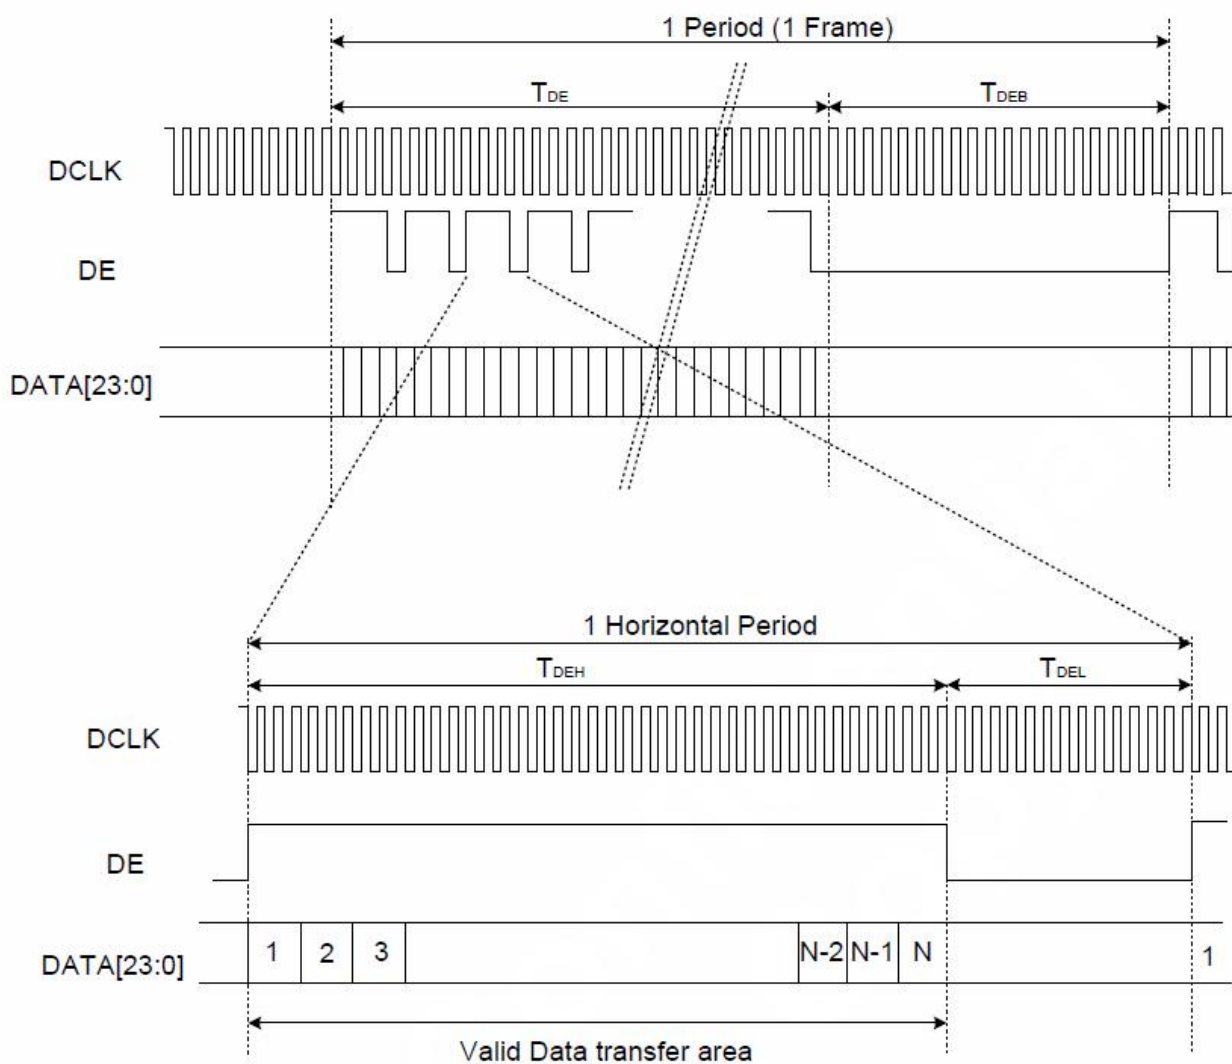 1 Period (1 Frame)
TDE TDEB
DCLK
DE
DATA[23:0]
1 Horizontal Period
TDEH TDEL
DCLK
DE
DATA[23:0] 1 2 3 N-2 N-1 N 1
Valid Data transfer area